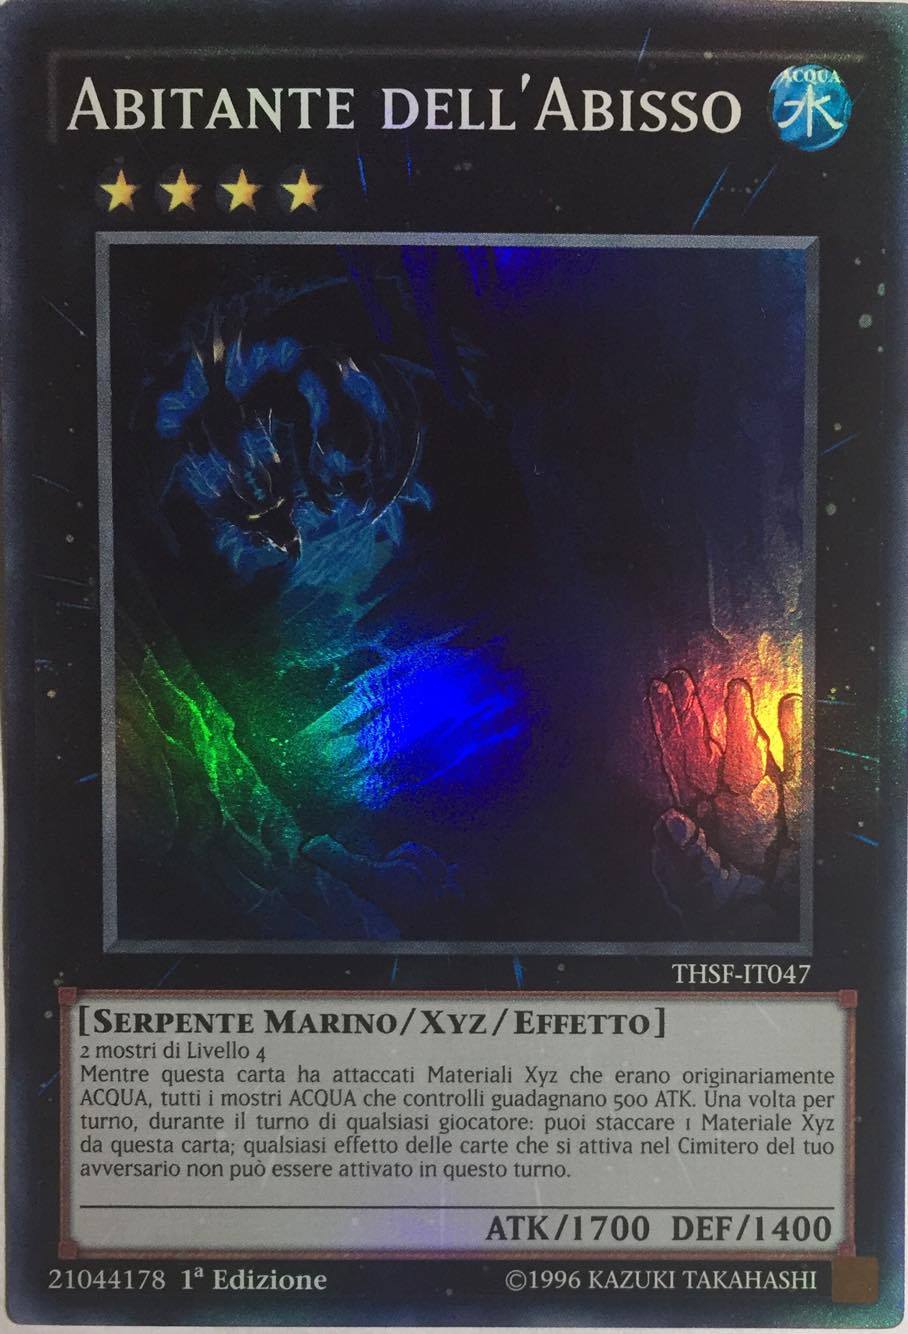 ABITANTE DELL'ABISSO
ACQUA
水
THSF-IT047
[SERPENTE MARINO/XYZ/EFFETTO]
2 mostri di Livello 4
Mentre questa carta ha attaccati Materiali Xyz che erano originariamente
ACQUA, tutti i mostri ACQUA che controlli guadagnano 500 ATK. Una volta per
turno, durante il turno di qualsiasi giocatore: puoi staccare 1 Materiale Xyz
da questa carta; qualsiasi effetto delle carte che si attiva nel Cimitero del tuo
avversario non può essere attivato in questo turno.
ATK/1700 DEF/1400
21044178 1ª Edizione
©1996 KAZUKI TAKAHASHI